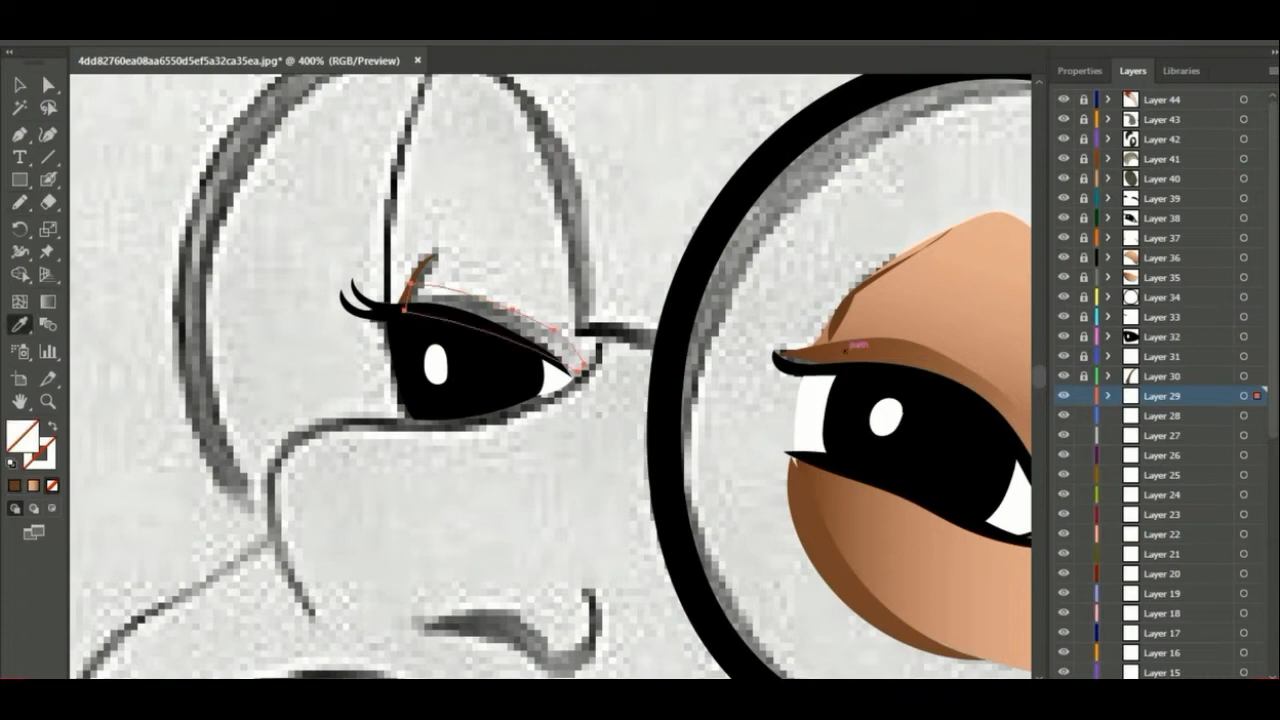 4dd82760ea08aa6550d5ef5a32ca35ea.jpg* @ 400% (RGB/Preview)
Properties Layers Libraries
Layer 44
Layer 43
Layer 42
Layer 41
Layer 40
Layer 39
Layer 38
Layer 37
Layer 36
Layer 35
Layer 34
Layer 33
Layer 32
Layer 31
Layer 30
Layer 29
Layer 28
Layer 27
Layer 26
Layer 25
Layer 24
Layer 23
Layer 22
Layer 21
Layer 20
Layer 19
Layer 18
Layer 17
Layer 16
Layer 15